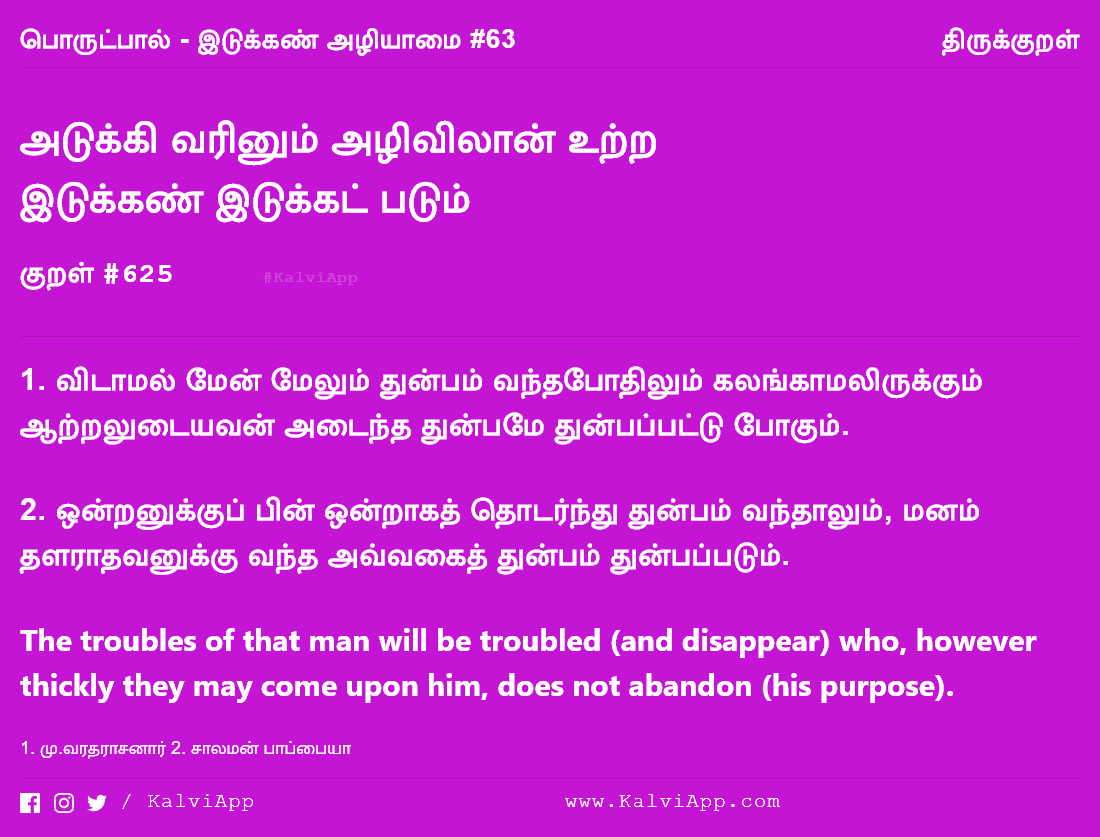 பொருட்பால் - இடுக்கண் அழியாமை #63 திருக்குறள்
அடுக்கி வரினும் அழிவிலான் உற்ற
இடுக்கண் இடுக்கட் படும்
குறள் #625 #KalviApp
1. விடாமல் மேன் மேலும் துன்பம் வந்தபோதிலும் கலங்காமலிருக்கும்
ஆற்றலுடையவன் அடைந்த துன்பமே துன்பப்பட்டு போகும்.
2. ஒன்றனுக்குப் பின் ஒன்றாகத் தொடர்ந்து துன்பம் வந்தாலும், மனம்
தளராதவனுக்கு வந்த அவ்வகைத் துன்பம் துன்பப்படும்.
The troubles of that man will be troubled (and disappear) who, however
thickly they may come upon him, does not abandon (his purpose).
1. மு.வரதராசனார் 2. சாலமன் பாப்பையா
/ KalviApp www.KalviApp.com